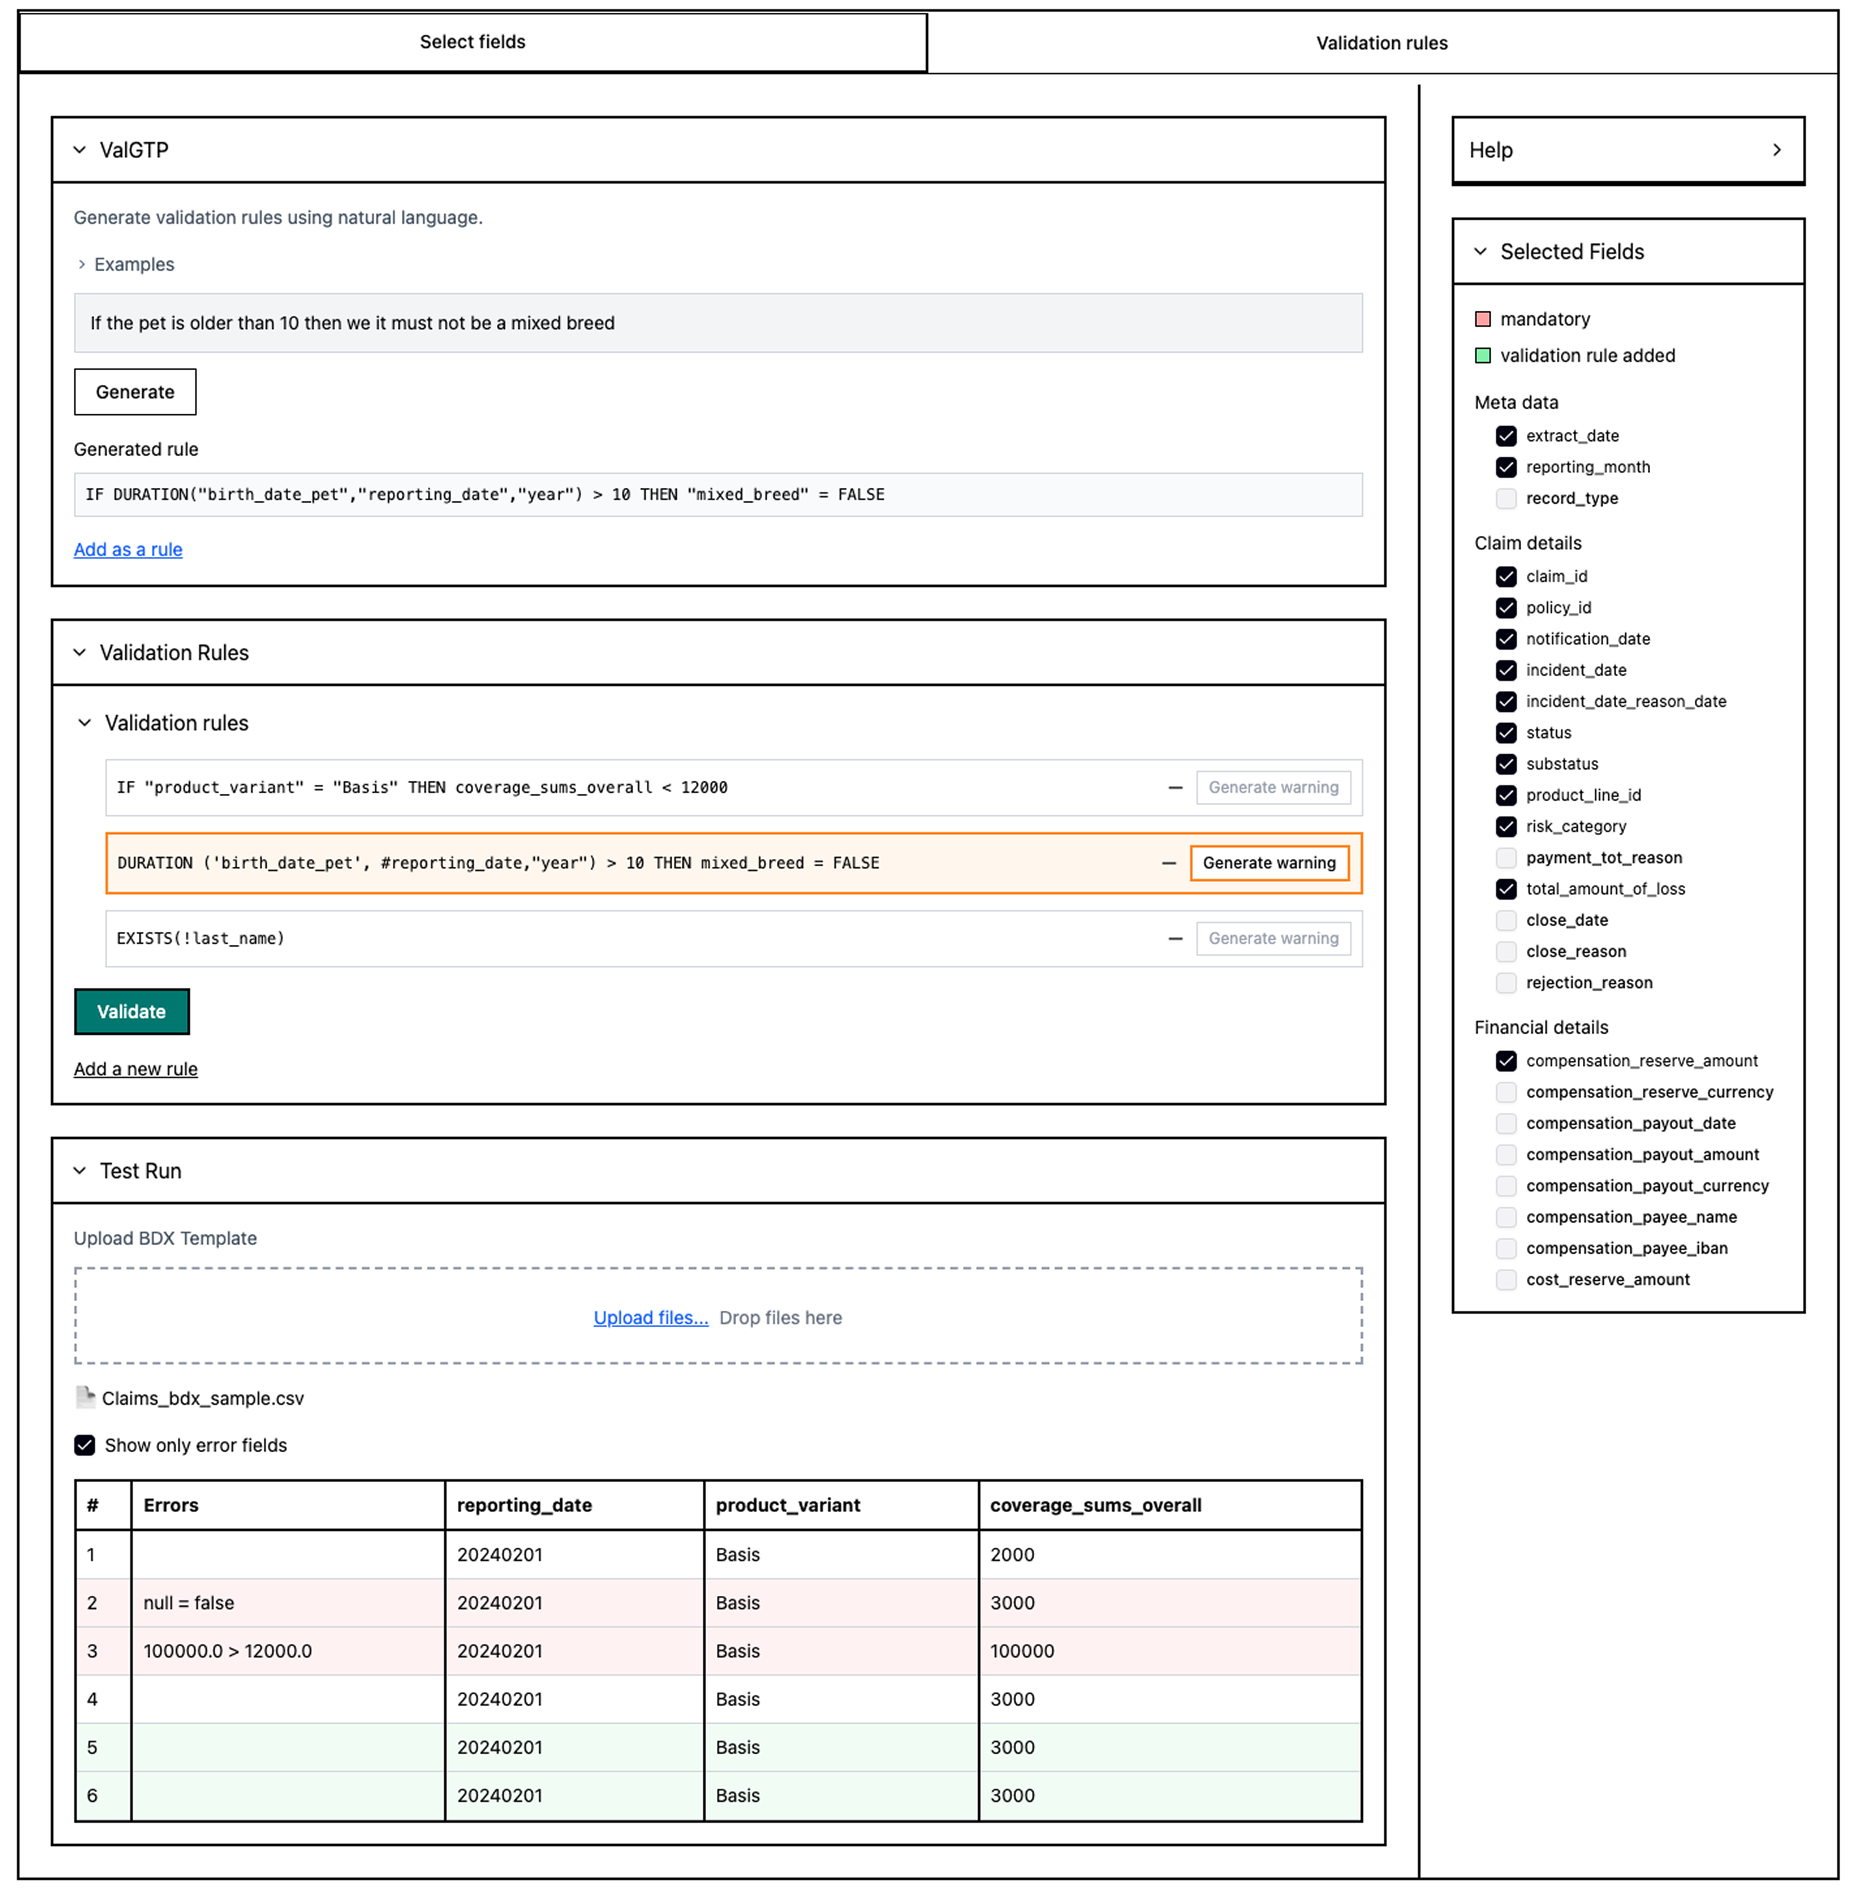 Select fields
Validation rules
ValGTP
Generate validation rules using natural language.
Examples
If the pet is older than 10 then we it must not be a mixed breed
Generate
Generated rule
IF DURATION("birth_date_pet","reporting_date","year") > 10 THEN "mixed_breed" = FALSE
Add as a rule
Validation Rules
Validation rules
IF "product_variant" = "Basis" THEN coverage_sums_overall < 12000
Generate warning
DURATION ('birth_date_pet', #reporting_date,"year") > 10 THEN mixed_breed = FALSE
Generate warning
EXISTS(!last_name)
Generate warning
Validate
Add a new rule
Test Run
Upload BDX Template
Upload files... Drop files here
Claims_bdx_sample.csv
Show only error fields
# Errors reporting_date product_variant coverage_sums_overall
1 20240201 Basis 2000
2 null = false 20240201 Basis 3000
3 100000.0 > 12000.0 20240201 Basis 100000
4 20240201 Basis 3000
5 20240201 Basis 3000
6 20240201 Basis 3000
Help
Selected Fields
mandatory
validation rule added
Meta data
extract_date
reporting_month
record_type
Claim details
claim_id
policy_id
notification_date
incident_date
incident_date_reason_date
status
substatus
product_line_id
risk_category
payment_tot_reason
total_amount_of_loss
close_date
close_reason
rejection_reason
Financial details
compensation_reserve_amount
compensation_reserve_currency
compensation_payout_date
compensation_payout_amount
compensation_payout_currency
compensation_payee_name
compensation_payee_iban
cost_reserve_amount